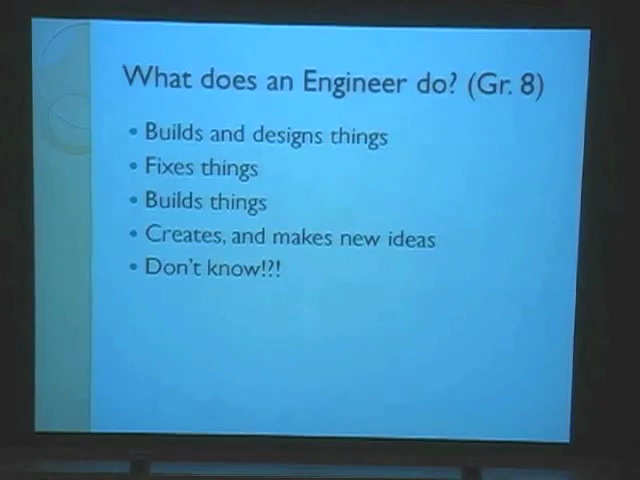 What does an Engineer do? (Gr. 8)
• Builds and designs things
• Fixes things
• Builds things
• Creates, and makes new ideas
• Don't know!?!